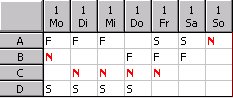 1 1 1 1 1 1 1
Mo Di Mi Do Fr Sa So
A F F F S S N
B N F F F
C N N N N
D S S S S